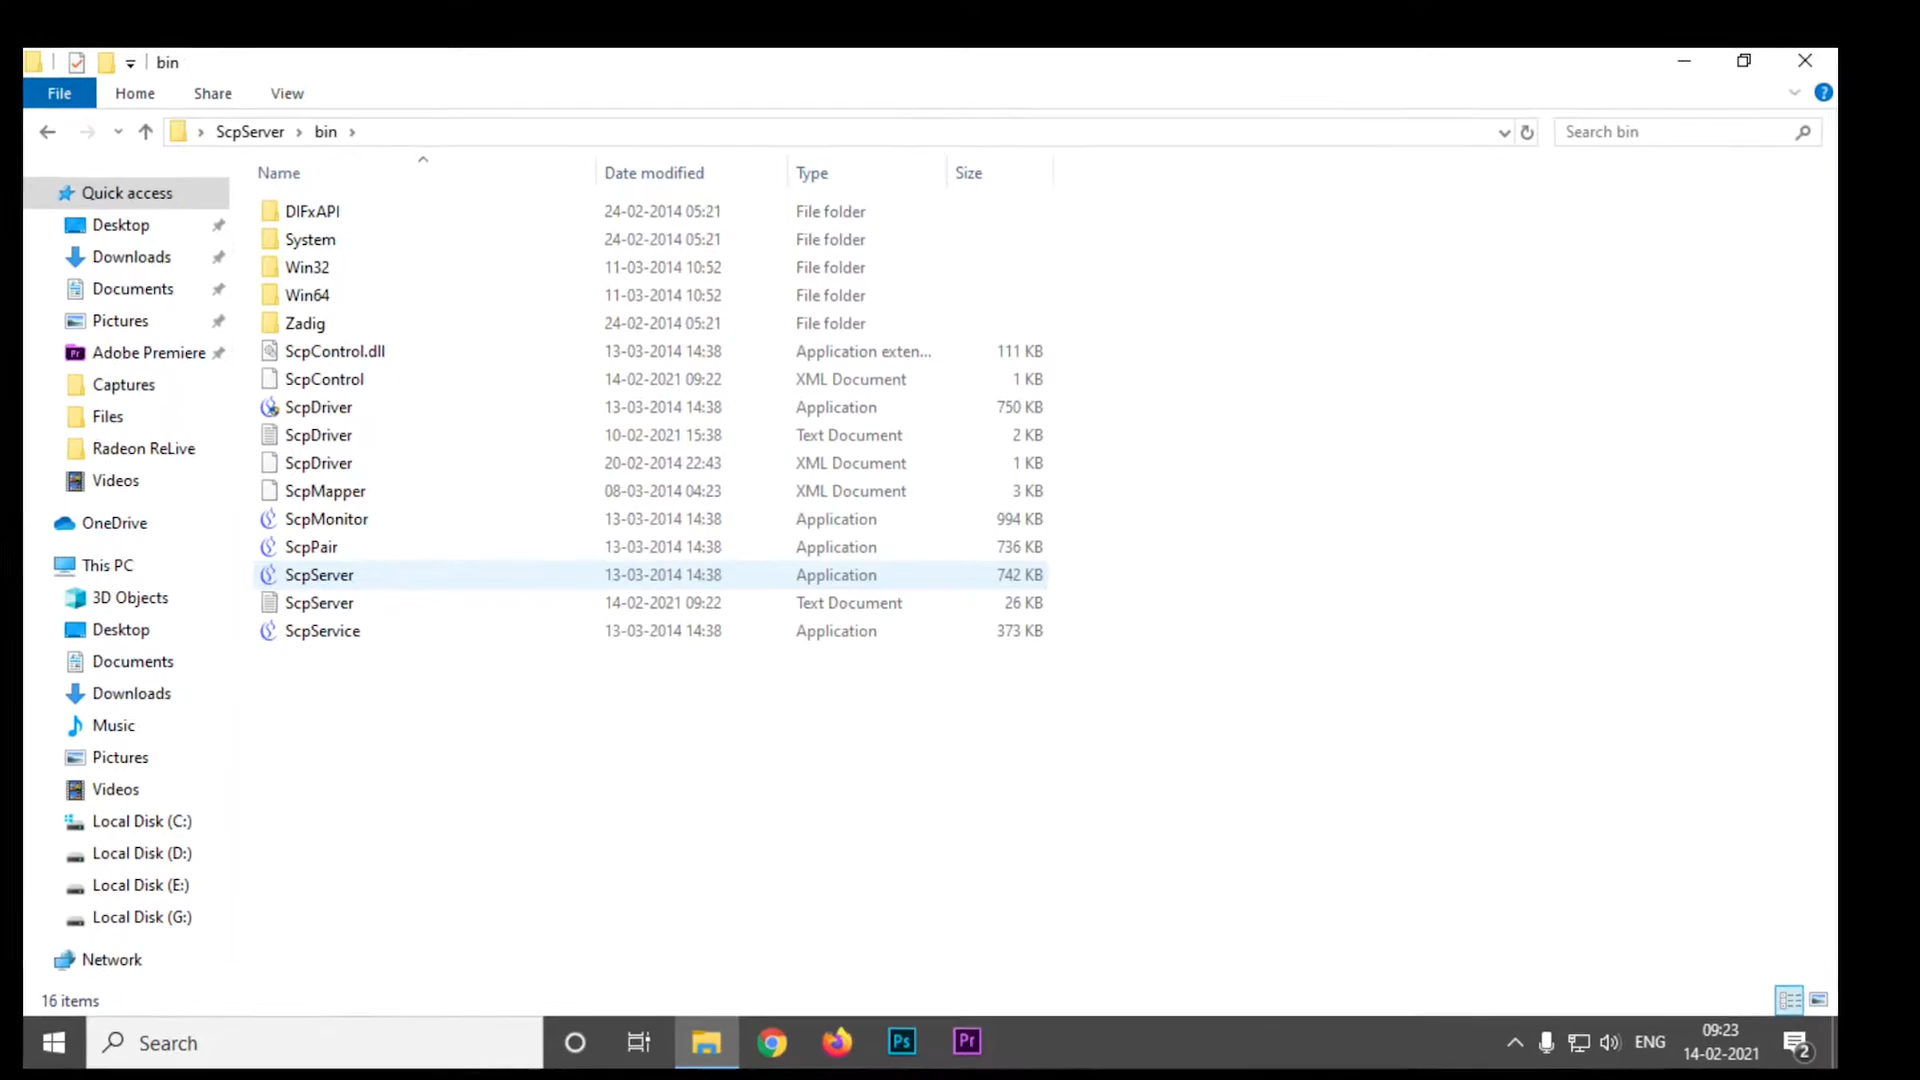 bin
File Home Share View
ScpServer bin Search bin
Name Date modified Type Size
Quick access
Desktop
Downloads
Documents
Pictures
Adobe Premiere
Captures
Files
Radeon ReLive
Videos
OneDrive
This PC
3D Objects
Desktop
Documents
Downloads
Music
Pictures
Videos
Local Disk (C:)
Local Disk (D:)
Local Disk (E:)
Local Disk (G:)
Network
DIFxAPI 24-02-2014 05:21 File folder
System 24-02-2014 05:21 File folder
Win32 11-03-2014 10:52 File folder
Win64 11-03-2014 10:52 File folder
Zadig 24-02-2014 05:21 File folder
ScpControl.dll 13-03-2014 14:38 Application exten... 111 KB
ScpControl 14-02-2021 09:22 XML Document 1 KB
ScpDriver 13-03-2014 14:38 Application 750 KB
ScpDriver 10-02-2021 15:38 Text Document 2 KB
ScpDriver 20-02-2014 22:43 XML Document 1 KB
ScpMapper 08-03-2014 04:23 XML Document 3 KB
ScpMonitor 13-03-2014 14:38 Application 994 KB
ScpPair 13-03-2014 14:38 Application 736 KB
ScpServer 13-03-2014 14:38 Application 742 KB
ScpServer 14-02-2021 09:22 Text Document 26 KB
ScpService 13-03-2014 14:38 Application 373 KB
16 items
Search Ps Pr ENG 09:23
14-02-2021 2